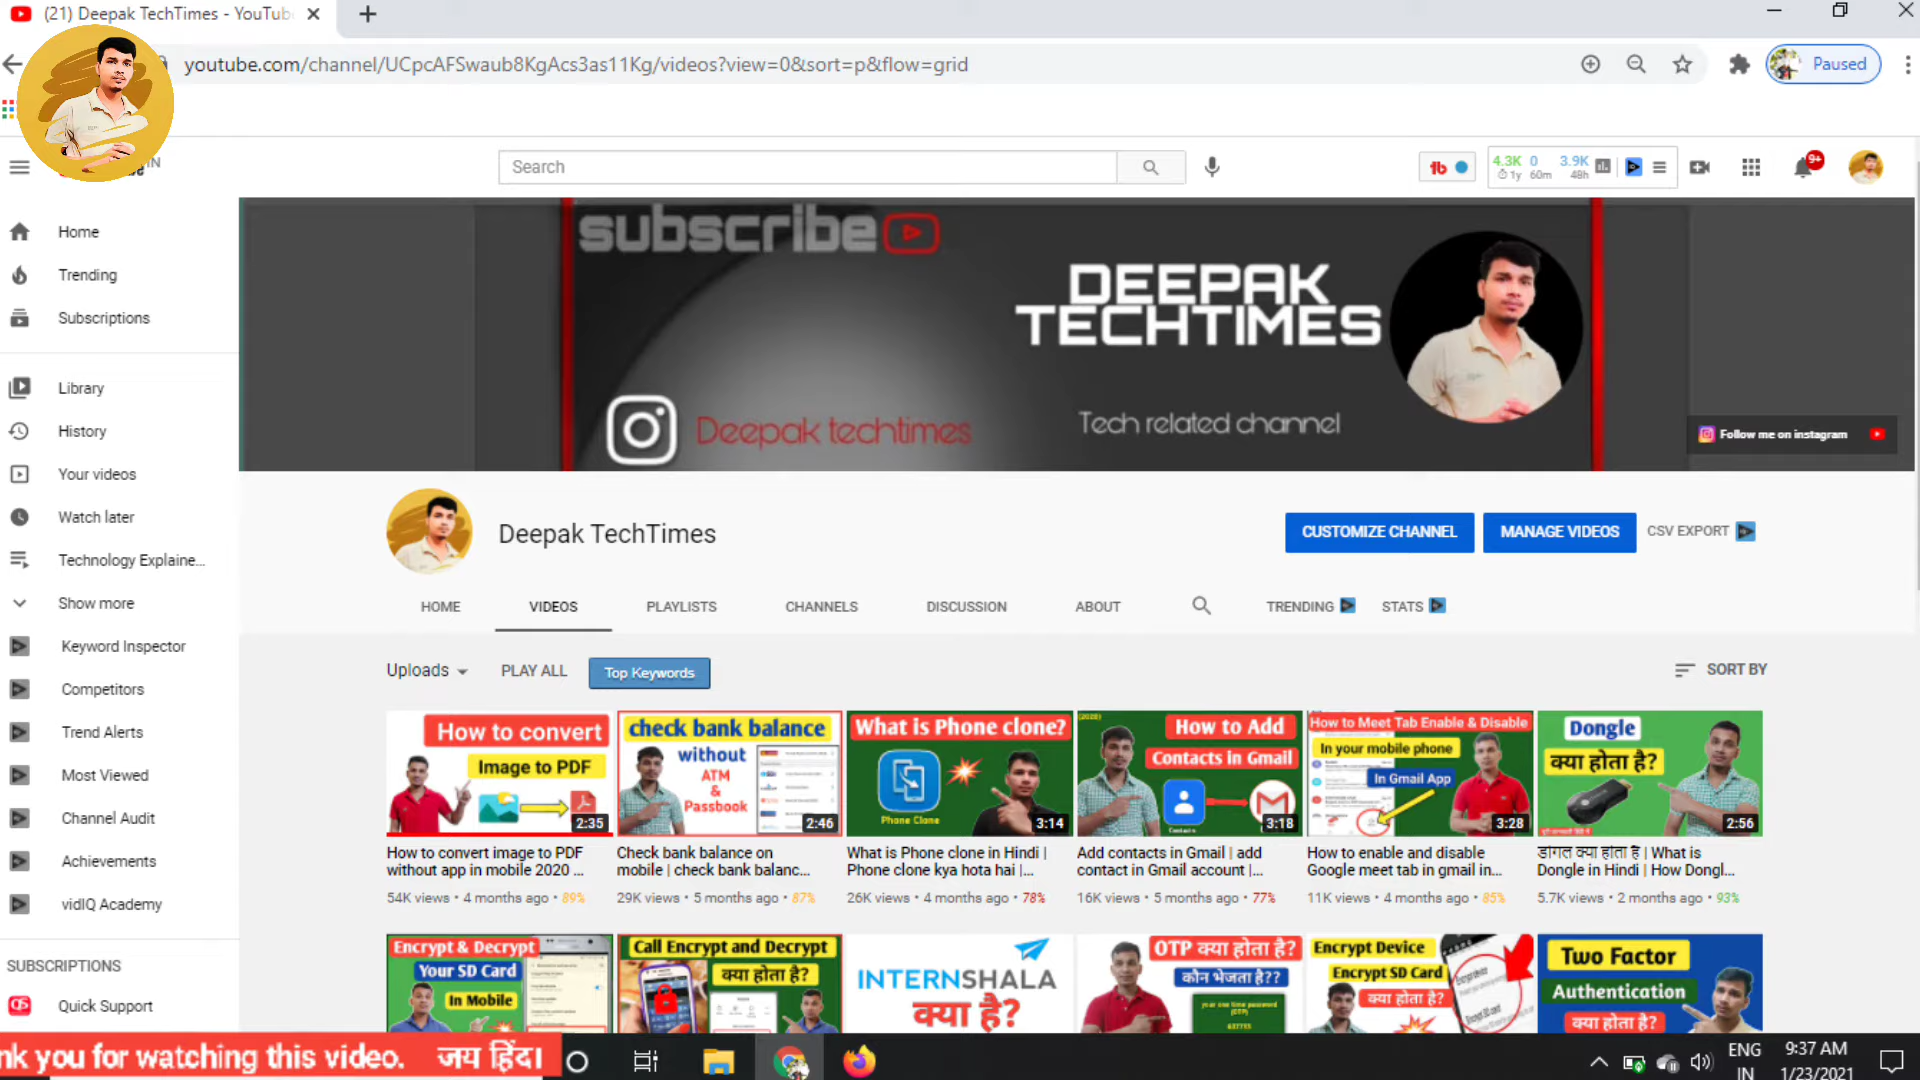 (21) Deepak TechTimes - YouTub
youtube.com/channel/UCpcAFSwaub8KgAcs3as11Kg/videos?view=0&sort=p&flow=grid
Paused
IN
Search
4.3K 0 3.9K
1y 60m 48h
9+
Home
Trending
Subscriptions
Library
History
Your videos
Watch later
Technology Explaine...
Show more
Keyword Inspector
Competitors
Trend Alerts
Most Viewed
Channel Audit
Achievements
vidIQ Academy
SUBSCRIPTIONS
Quick Support
subscribe
DEEPAK
TECHTIMES
Deepak techtimes
Tech related channel
Follow me on instagram
Deepak TechTimes
CUSTOMIZE CHANNEL
MANAGE VIDEOS
CSV EXPORT
HOME
VIDEOS
PLAYLISTS
CHANNELS
DISCUSSION
ABOUT
TRENDING
STATS
Uploads
PLAY ALL
Top Keywords
SORT BY
How to convert
Image to PDF
2:35
How to convert image to PDF
without app in mobile 2020 ...
54K views • 4 months ago • 89%
check bank balance
without
ATM
&
Passbook
2:46
Check bank balance on
mobile | check bank balanc...
29K views • 5 months ago • 87%
What is Phone clone?
Phone Clone
3:14
What is Phone clone in Hindi |
Phone clone kya hota hai |...
26K views • 4 months ago • 78%
(2020)
How to Add
Contacts in Gmail
Contacts
3:18
Add contacts in Gmail | add
contact in Gmail account |...
16K views • 5 months ago • 77%
How to Meet Tab Enable & Disable
In your mobile phone
In Gmail App
3:28
How to enable and disable
Google meet tab in gmail in...
11K views • 4 months ago • 85%
Dongle
क्या होता है?
2:56
डोंगल क्या होता है | What is
Dongle in Hindi | How Dongl...
5.7K views • 2 months ago • 93%
Encrypt & Decrypt
Your SD Card
In Mobile
Call Encrypt and Decrypt
क्या होता है?
INTERNSHALA
क्या है?
OTP क्या होता है?
कौन भेजता है??
your one time password
(OTP)
637735
Encrypt Device
Encrypt SD Card
क्या होता है?
Two Factor
Authentication
क्या होता है?
nk you for watching this video. जय हिंद।
ENG
IN
9:37 AM
1/23/2021